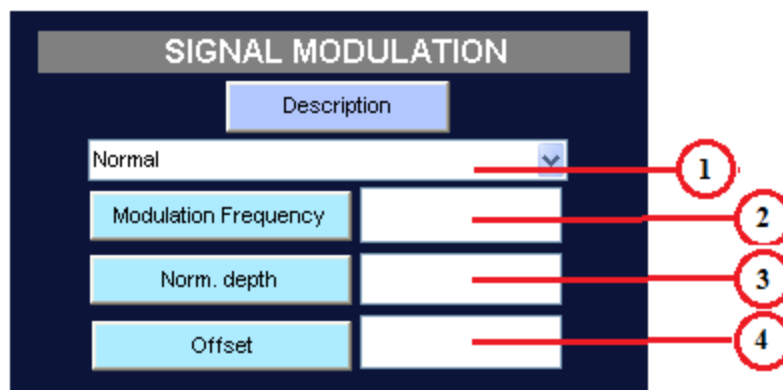 SIGNAL MODULATION
Description
Normal
1
Modulation Frequency
2
Norm. depth
3
Offset
4